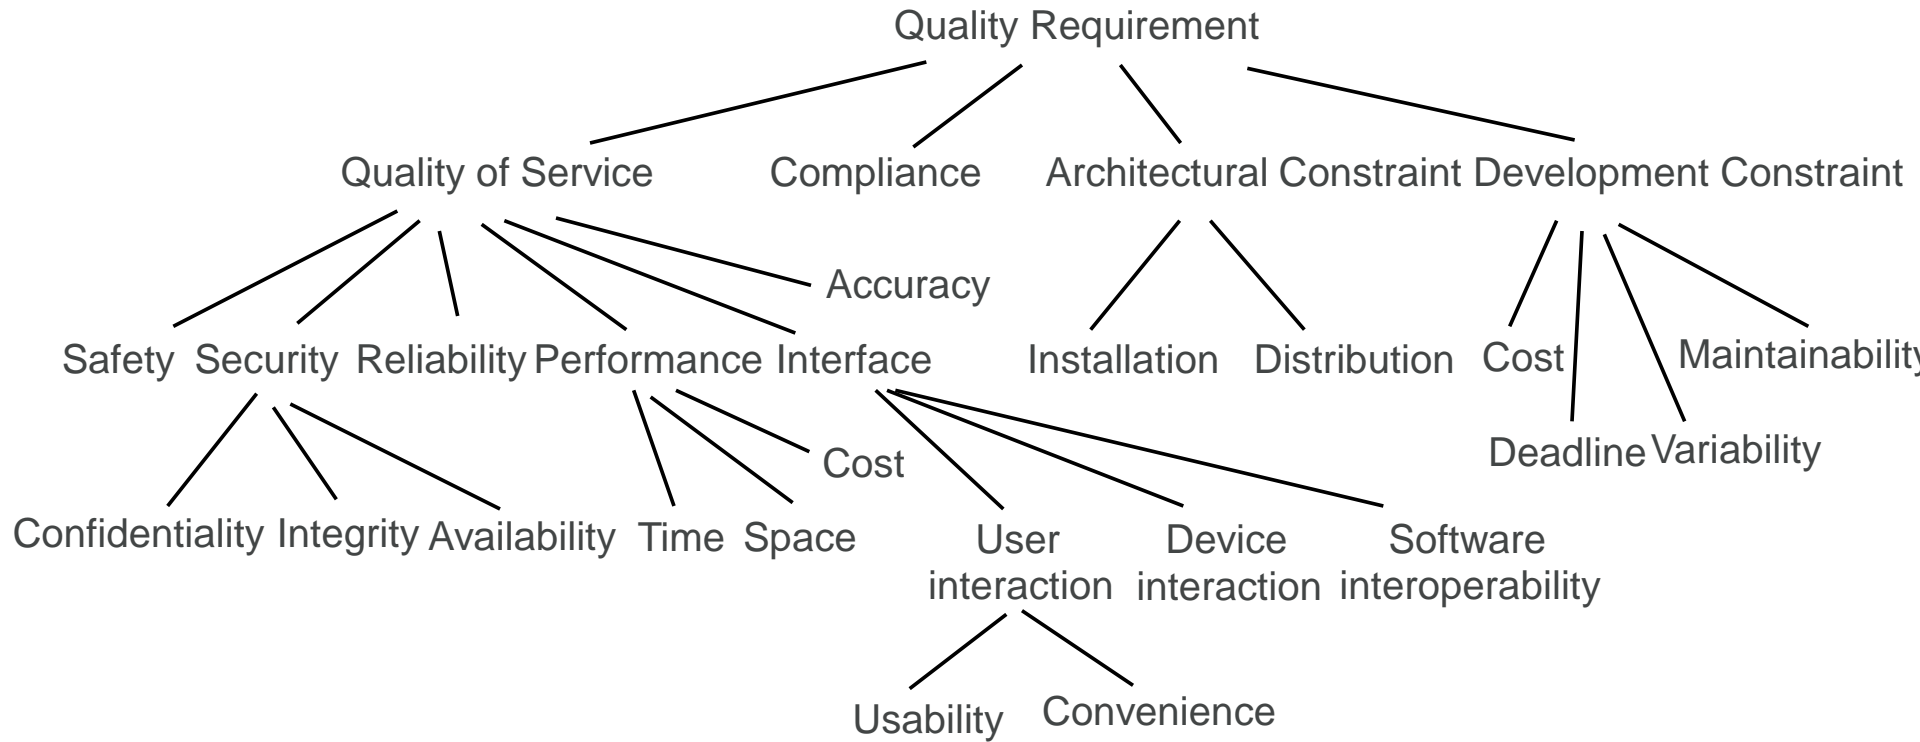 Quality Requirement
Quality of Service
Compliance
Architectural Constraint
Development Constraint
Accuracy
Safety
Security
Reliability
Performance
Interface
Installation
Distribution
Cost
Maintainability
Deadline
Variability
Cost
Confidentiality
Integrity
Availability
Time
Space
User
interaction
Device
interaction
Software
interoperability
Usability
Convenience